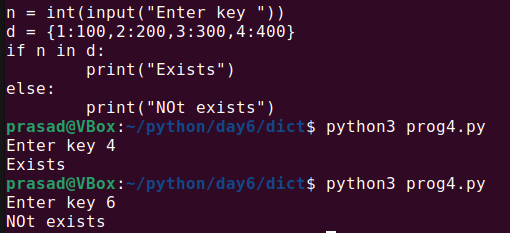 n = int(input("Enter key "))
d = {1:100,2:200,3:300,4:400}
if n in d:
        print("Exists")
else:
        print("NOt exists")
prasad@VBox:~/python/day6/dict$ python3 prog4.py
Enter key 4
Exists
prasad@VBox:~/python/day6/dict$ python3 prog4.py
Enter key 6
NOt exists